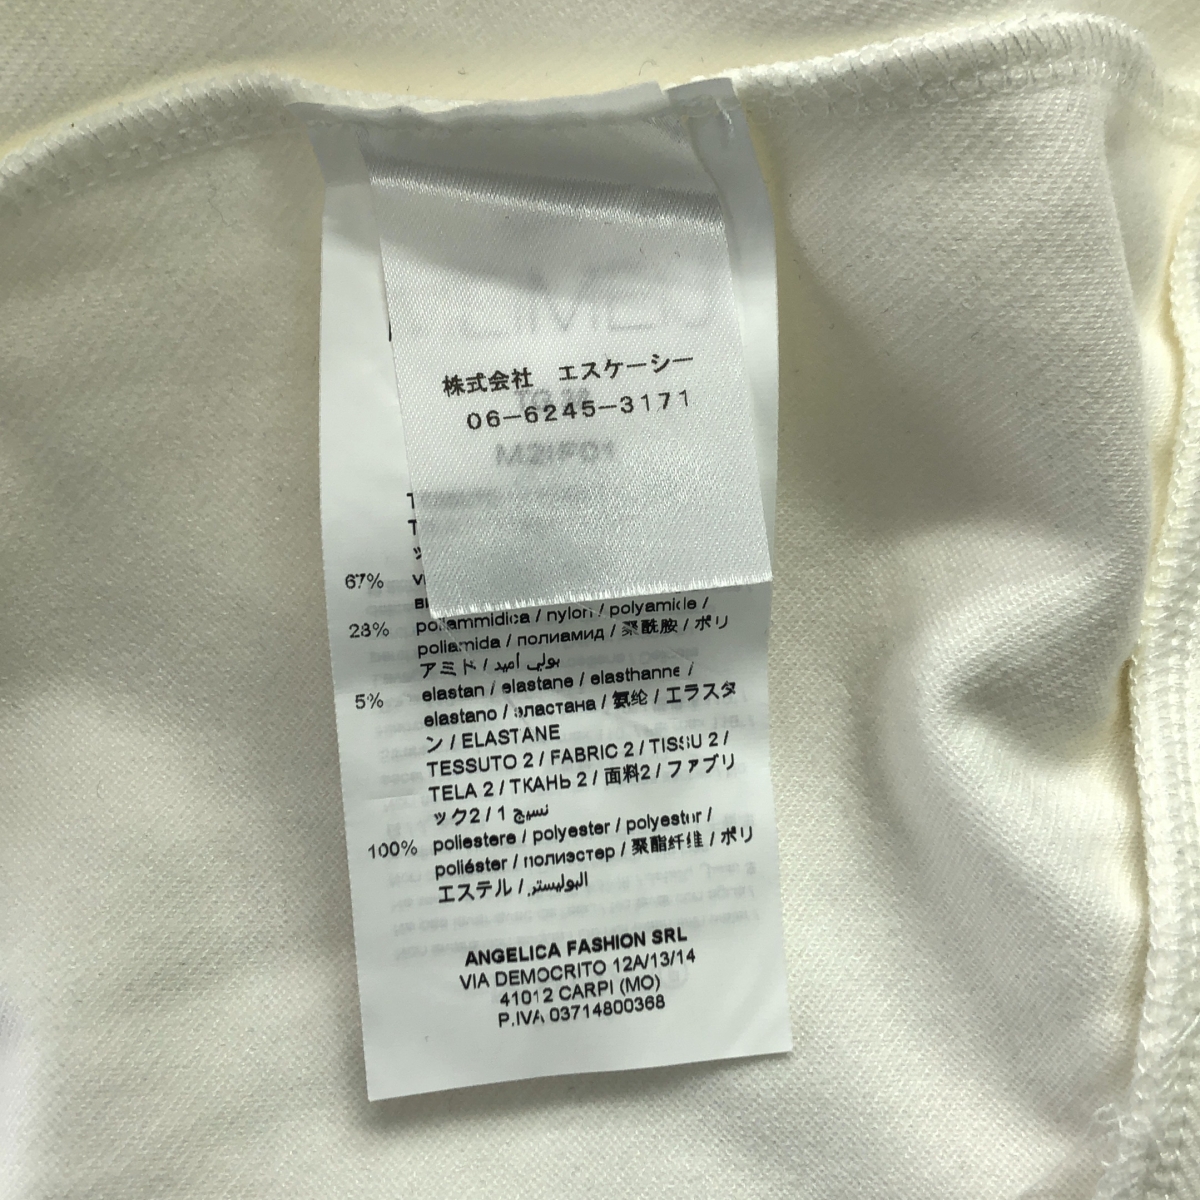 株式会社 エスケーシー
06-6245-3171
M2IP01
67%
28% poliammidica / nylon / polyamide /
poliamida / полиамид / 聚酰胺 / ポリ
アミド / بولي أميد
5% elastan / elastane / elasthanne /
elastano / эластана / 氨纶 / エラスタ
ン / ELASTANE
TESSUTO 2 / FABRIC 2 / TISSU 2 /
TELA 2 / ТКАНЬ 2 / 面料2 / ファブリ
ック2 / نسيج 1
100% poliestere / polyester / polyestur /
poliéster / полиэстер / 聚酯纤维 / ポリ
エステル / البوليستر
ANGELICA FASHION SRL
VIA DEMOCRITO 12A/13/14
41012 CARPI (MO)
P.IVA 03714800368